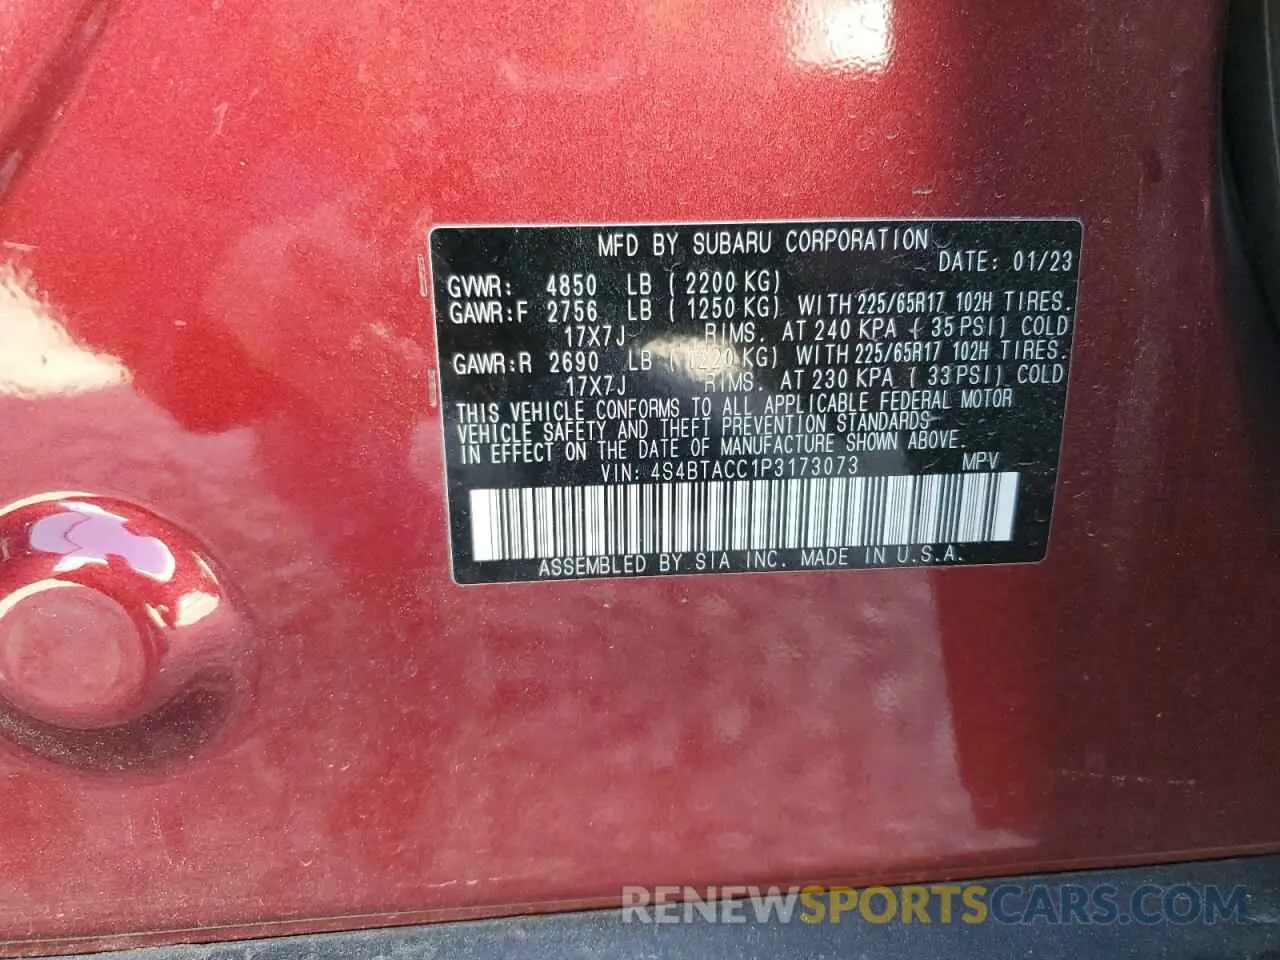 MFD BY SUBARU CORPORATION
DATE: 01/23
GVWR: 4850 LB (2200 KG)
GAWR:F 2756 LB (1250 KG) WITH 225/65R17 102H TIRES.
17X7J RIMS. AT 240 KPA (35 PSI) COLD
GAWR:R 2690 LB (1220 KG) WITH 225/65R17 102H TIRES.
17X7J RIMS. AT 230 KPA (33 PSI) COLD
THIS VEHICLE CONFORMS TO ALL APPLICABLE FEDERAL MOTOR
VEHICLE SAFETY AND THEFT PREVENTION STANDARDS
IN EFFECT ON THE DATE OF MANUFACTURE SHOWN ABOVE.
VIN: 4S4BTACC1P3173073 MPV
ASSEMBLED BY SIA INC. MADE IN U.S.A.
RENEWSPORTSCARS.COM